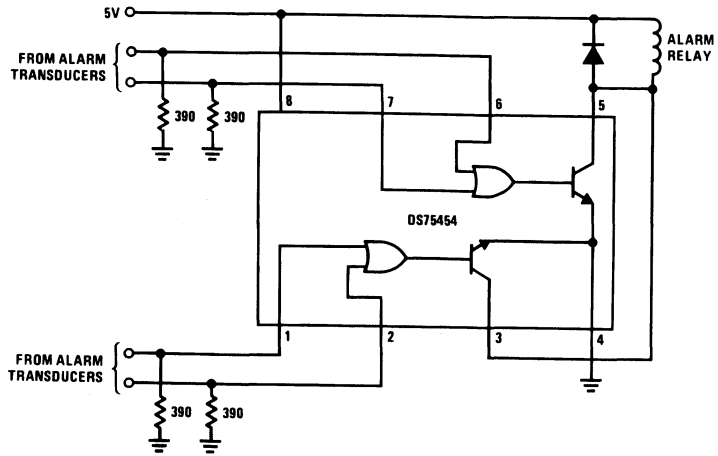 5V
ALARM
RELAY
FROM ALARM
TRANSDUCERS
390
390
8
7
6
5
DS75454
1
2
3
4
FROM ALARM
TRANSDUCERS
390
390